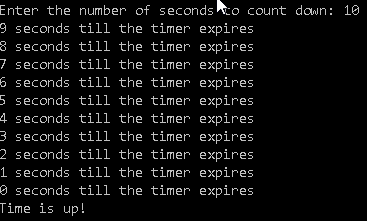 Enter the number of seconds to count down: 10
9 seconds till the timer expires
8 seconds till the timer expires
7 seconds till the timer expires
6 seconds till the timer expires
5 seconds till the timer expires
4 seconds till the timer expires
3 seconds till the timer expires
2 seconds till the timer expires
1 seconds till the timer expires
0 seconds till the timer expires
Time is up!